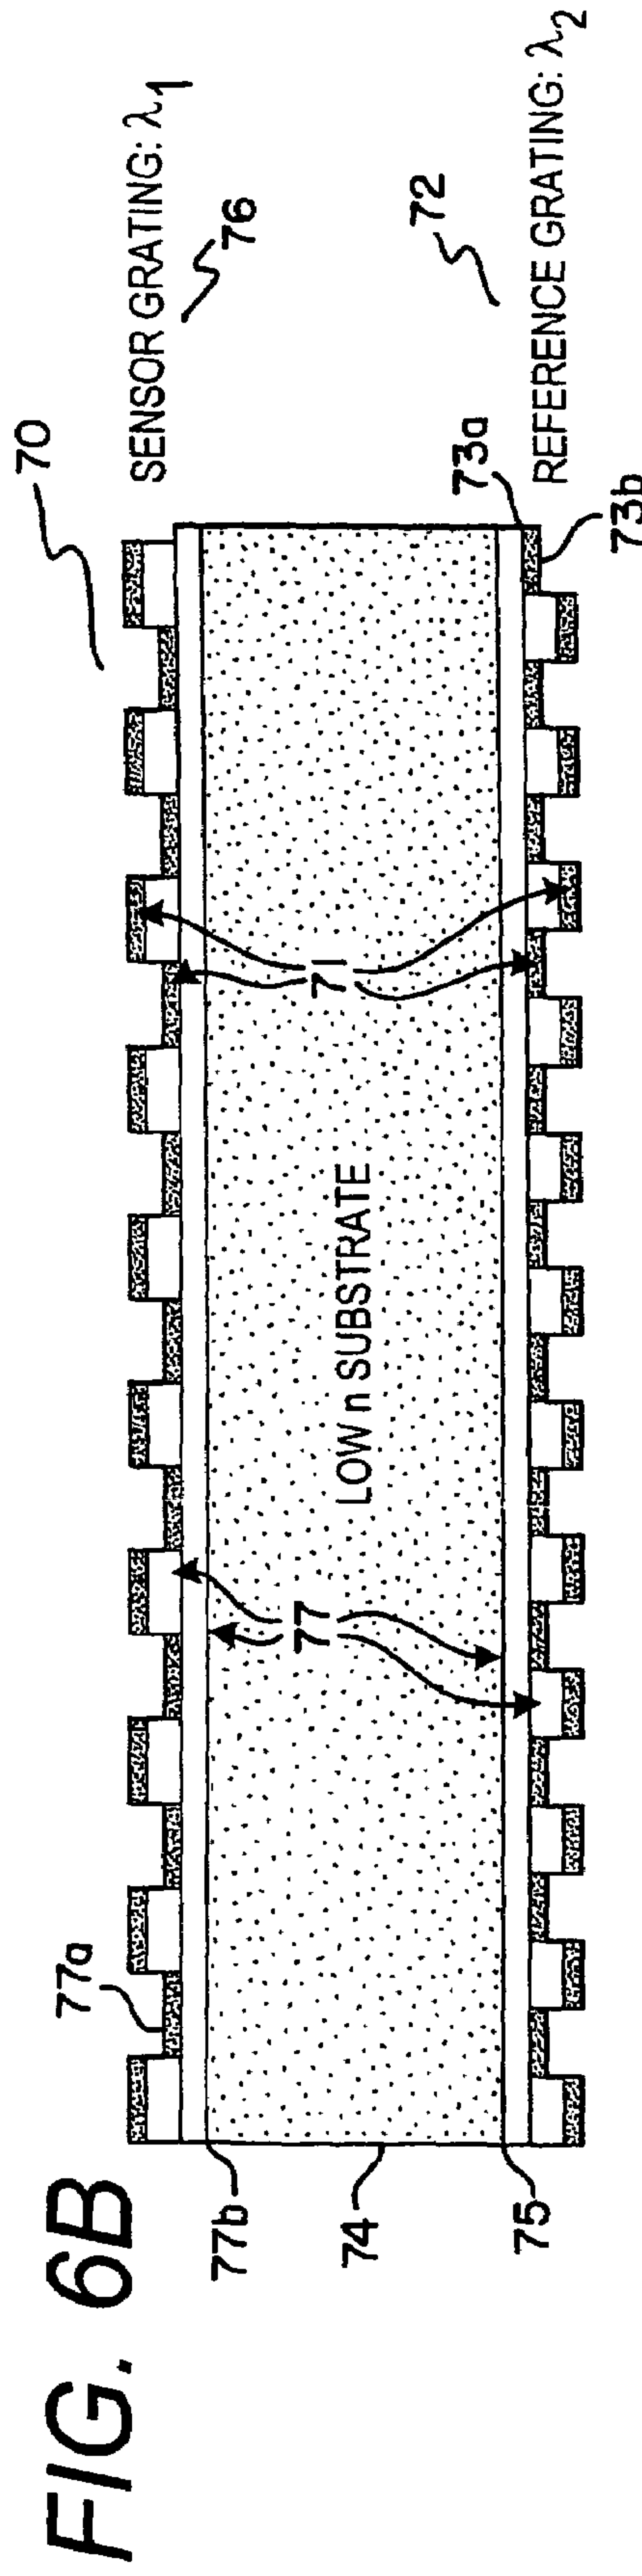 FIG. 6B
70
SENSOR GRATING: λ1
76
77a
77b
71
77
LOW n SUBSTRATE
74
72
75
73a
REFERENCE GRATING: λ2
73b